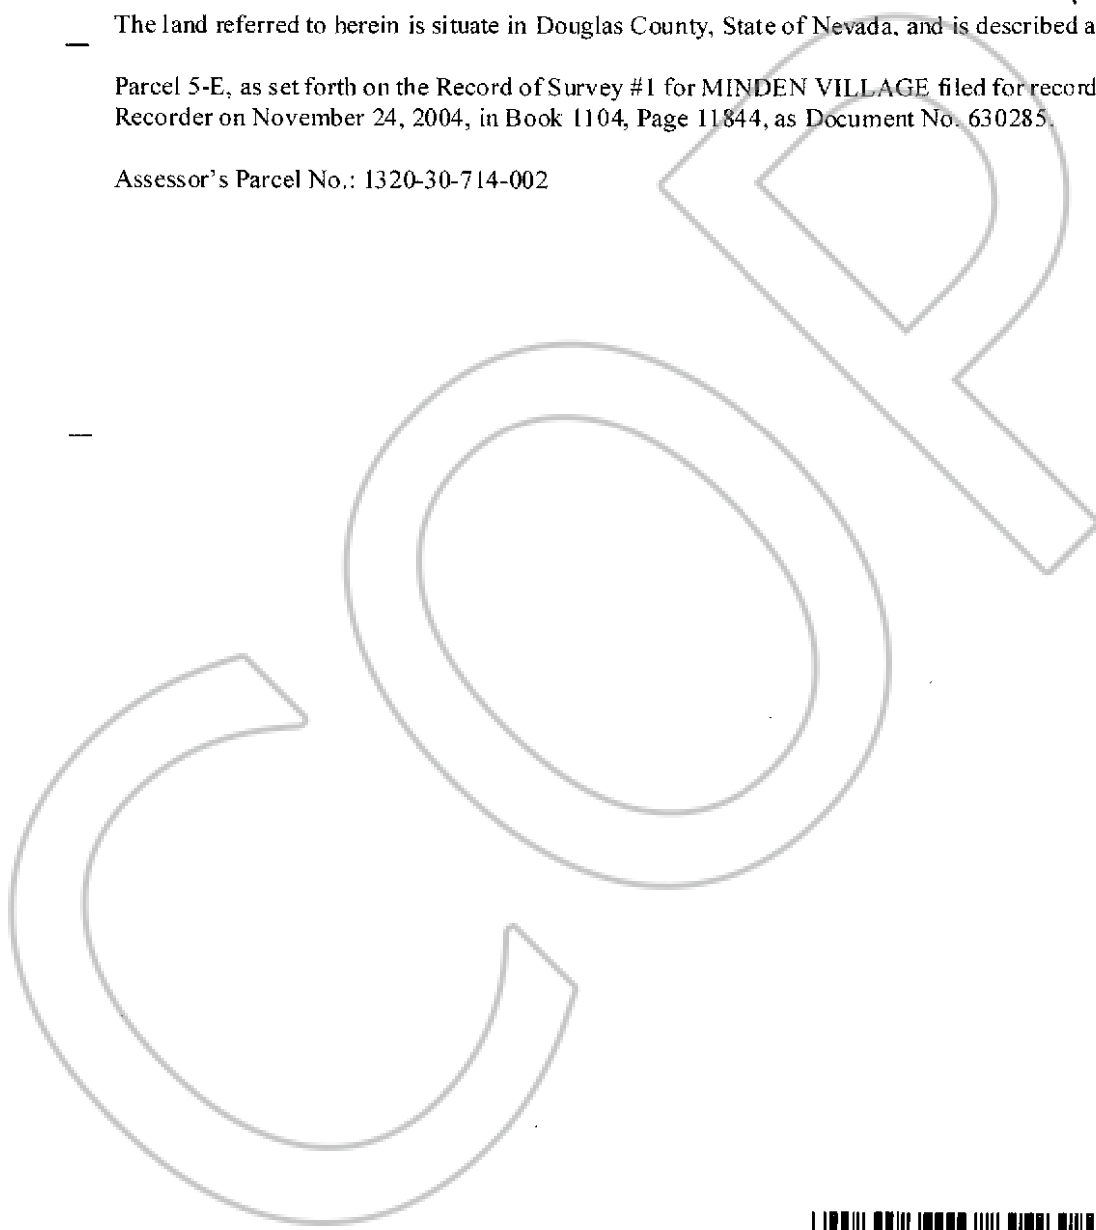 The land referred to herein is situate in Douglas County, State of Nevada, and is described a
Parcel 5-E, as set forth on the Record of Survey #1 for MINDEN VILLAGE filed for record
Recorder on November 24, 2004, in Book 1104, Page 11844, as Document No. 630285.
Assessor's Parcel No.: 1320-30-714-002
COP